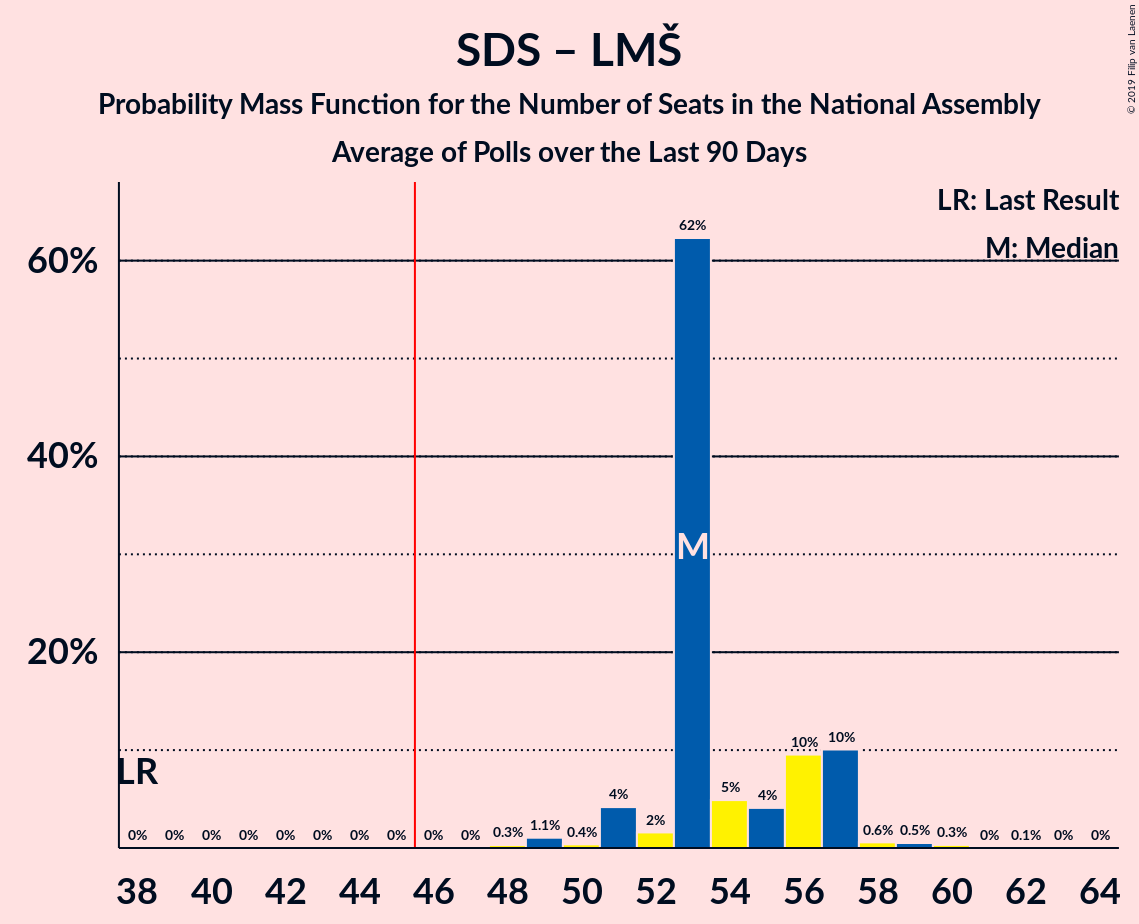 SDS – LMŠ
Probability Mass Function for the Number of Seats in the National Assembly
Average of Polls over the Last 90 Days
© 2019 Filip van Laenen
LR: Last Result
M: Median
60%
40%
20%
LR
M
0% 0% 0% 0% 0% 0% 0% 0% 0% 0% 0.3% 1.1% 0.4% 4% 2% 62% 5% 4% 10% 10% 0.6% 0.5% 0.3% 0% 0.1% 0% 0%
38 40 42 44 46 48 50 52 54 56 58 60 62 64